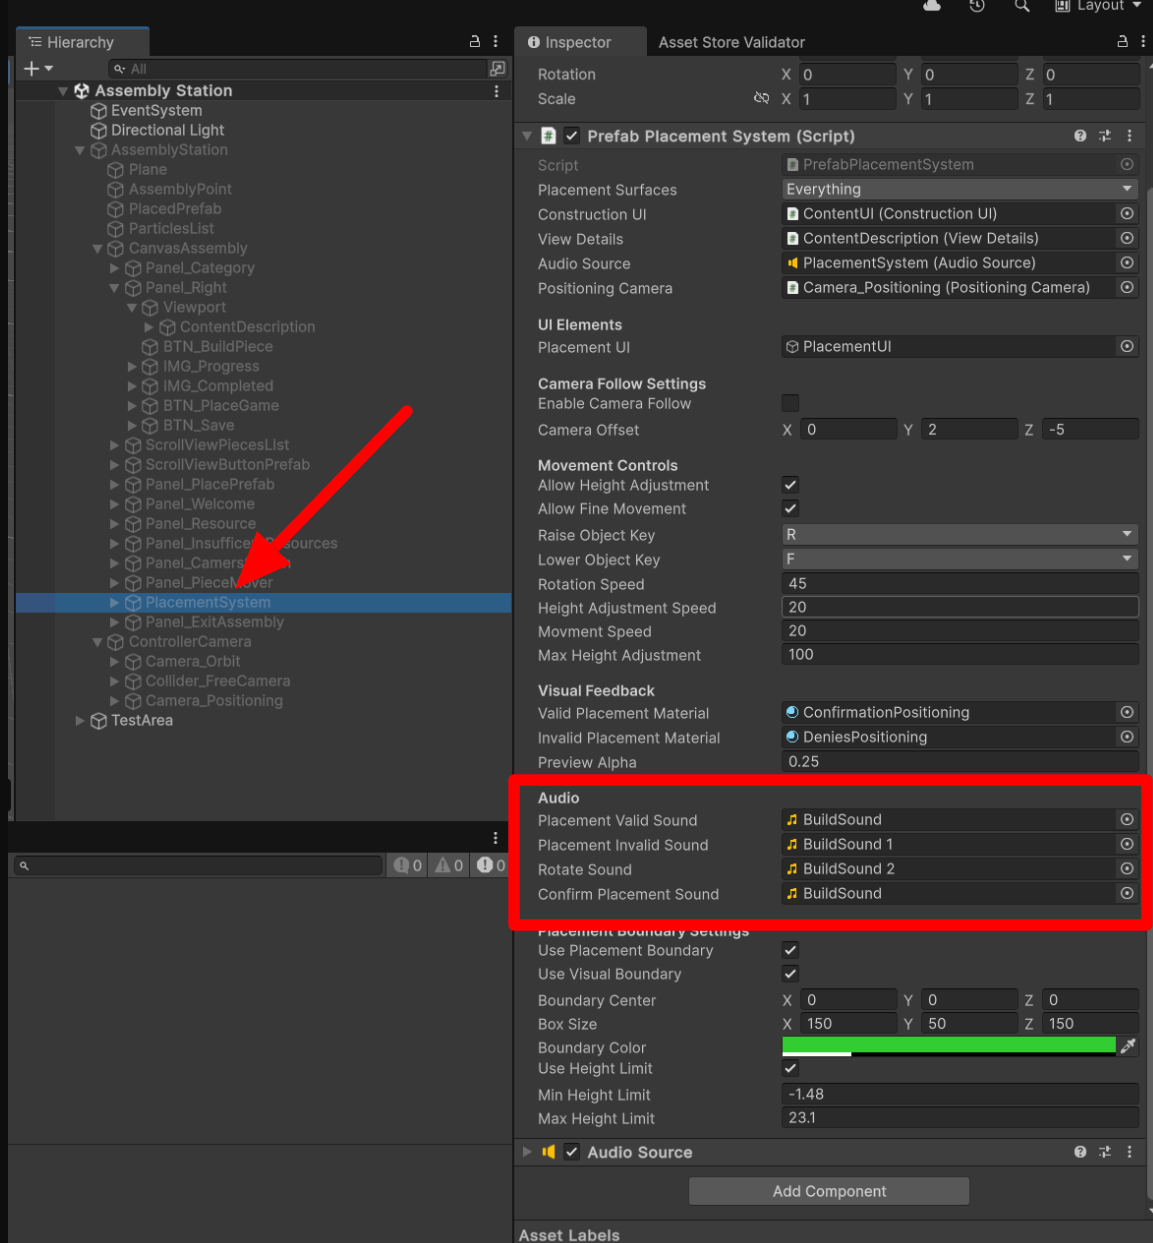 Layout
Hierarchy
All
Assembly Station
EventSystem
Directional Light
AssemblyStation
Plane
AssemblyPoint
PlacedPrefab
ParticlesList
CanvasAssembly
Panel_Category
Panel_Right
Viewport
ContentDescription
BTN_BuildPiece
IMG_Progress
IMG_Completed
BTN_PlaceGame
BTN_Save
ScrollViewPiecesLIst
ScrollViewButtonPrefab
Panel_PlacePrefab
Panel_Welcome
Panel_Resource
Panel_PieceMover
PlacementSystem
Panel_ExitAssembly
ControllerCamera
Camera_Orbit
Collider_FreeCamera
Camera_Positioning
TestArea
0 0 0
Inspector Asset Store Validator
Rotation X 0 Y 0 Z 0
Scale X 1 Y 1 Z 1
# Prefab Placement System (Script)
Script # PrefabPlacementSystem
Placement Surfaces Everything
Construction UI # ContentUI (Construction UI)
View Details # ContentDescription (View Details)
Audio Source PlacementSystem (Audio Source)
Positioning Camera # Camera_Positioning (Positioning Camera)
UI Elements
Placement UI PlacementUI
Camera Follow Settings
Enable Camera Follow
Camera Offset X 0 Y 2 Z -5
Movement Controls
Allow Height Adjustment
Allow Fine Movement
Raise Object Key R
Lower Object Key F
Rotation Speed 45
Height Adjustment Speed 20
Movment Speed 20
Max Height Adjustment 100
Visual Feedback
Valid Placement Material ConfirmationPositioning
Invalid Placement Material DeniesPositioning
Preview Alpha 0.25
Audio
Placement Valid Sound BuildSound
Placement Invalid Sound BuildSound 1
Rotate Sound BuildSound 2
Confirm Placement Sound BuildSound
Placement Boundary Settings
Use Placement Boundary
Use Visual Boundary
Boundary Center X 0 Y 0 Z 0
Box Size X 150 Y 50 Z 150
Boundary Color
Use Height Limit
Min Height Limit -1.48
Max Height Limit 23.1
Audio Source
Add Component
Asset Labels